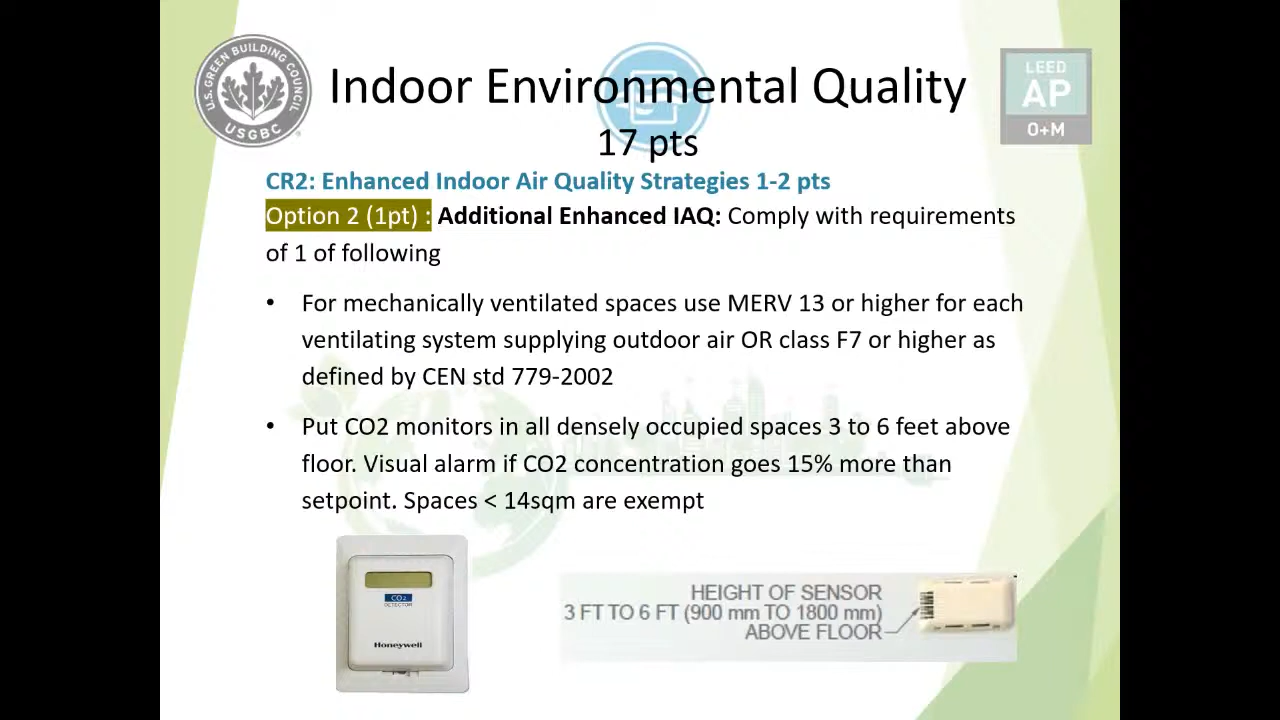 U.S. GREEN BUILDING COUNCIL
USGBC
Indoor Environmental Quality
17 pts
LEED
AP
O+M
CR2: Enhanced Indoor Air Quality Strategies 1-2 pts
Option 2 (1pt) : Additional Enhanced IAQ: Comply with requirements
of 1 of following
• For mechanically ventilated spaces use MERV 13 or higher for each
ventilating system supplying outdoor air OR class F7 or higher as
defined by CEN std 779-2002
• Put CO2 monitors in all densely occupied spaces 3 to 6 feet above
floor. Visual alarm if CO2 concentration goes 15% more than
setpoint. Spaces < 14sqm are exempt
CO2
DETECTOR
Honeywell
HEIGHT OF SENSOR
3 FT TO 6 FT (900 mm TO 1800 mm)
ABOVE FLOOR